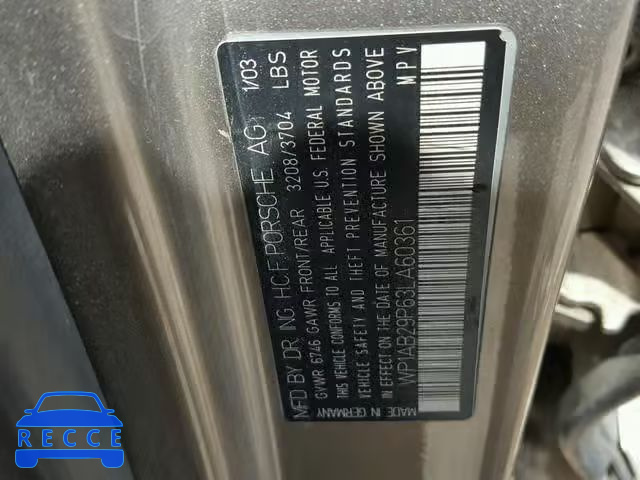 MFD BY DR. ING. H.C.F. PORSCHE AG 1/03
GVWR 6746 GAWR FRONT/REAR 3208/3704 LBS
THIS VEHICLE CONFORMS TO ALL APPLICABLE U.S. FEDERAL MOTOR
VEHICLE SAFETY AND THEFT PREVENTION STANDARDS
IN EFFECT ON THE DATE OF MANUFACTURE SHOWN ABOVE
WP1AB29P63LA60361 MPV
MADE IN
GERMANY
RECCE